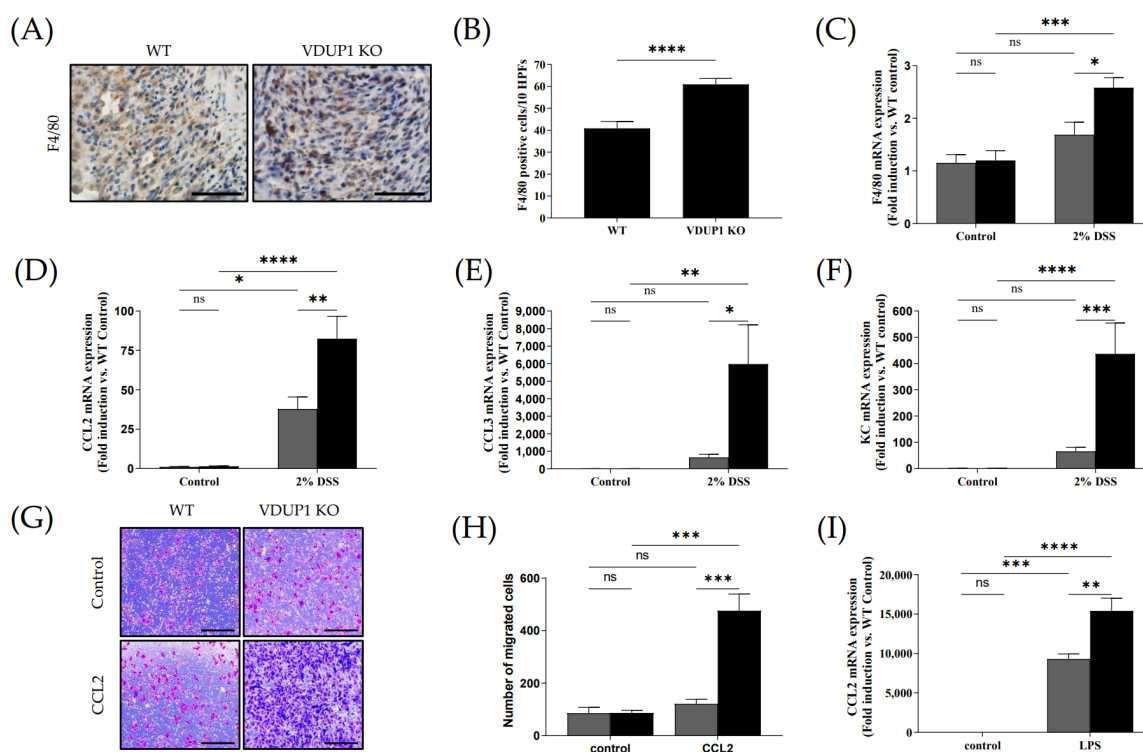 (A)
WT
VDUP1 KO
F4/80
(B)
****
F4/80 positive cells/10 HPFs
70
60
50
40
30
20
10
0
WT
VDUP1 KO
(C)
***
ns
ns
*
F4/80 mRNA expression
(Fold induction vs. WT control)
3
2
1
0
Control
2% DSS
(D)
****
*
ns
**
CCL2 mRNA expression
(Fold induction vs. WT Control)
100
75
50
25
0
Control
2% DSS
(E)
**
ns
ns
*
CCL3 mRNA expression
(Fold induction vs. WT Control)
9,000
8,000
7,000
6,000
5,000
4,000
3,000
2,000
1,000
0
Control
2% DSS
(F)
****
ns
ns
***
KC mRNA expression
(Fold induction vs. WT Control)
600
500
400
300
200
100
0
Control
2% DSS
(G)
WT
VDUP1 KO
Control
CCL2
(H)
***
ns
ns
***
Number of migrated cells
600
400
200
0
control
CCL2
(I)
****
***
ns
**
CCL2 mRNA expression
(Fold induction vs. WT Control)
20,000
15,000
10,000
5,000
0
control
LPS